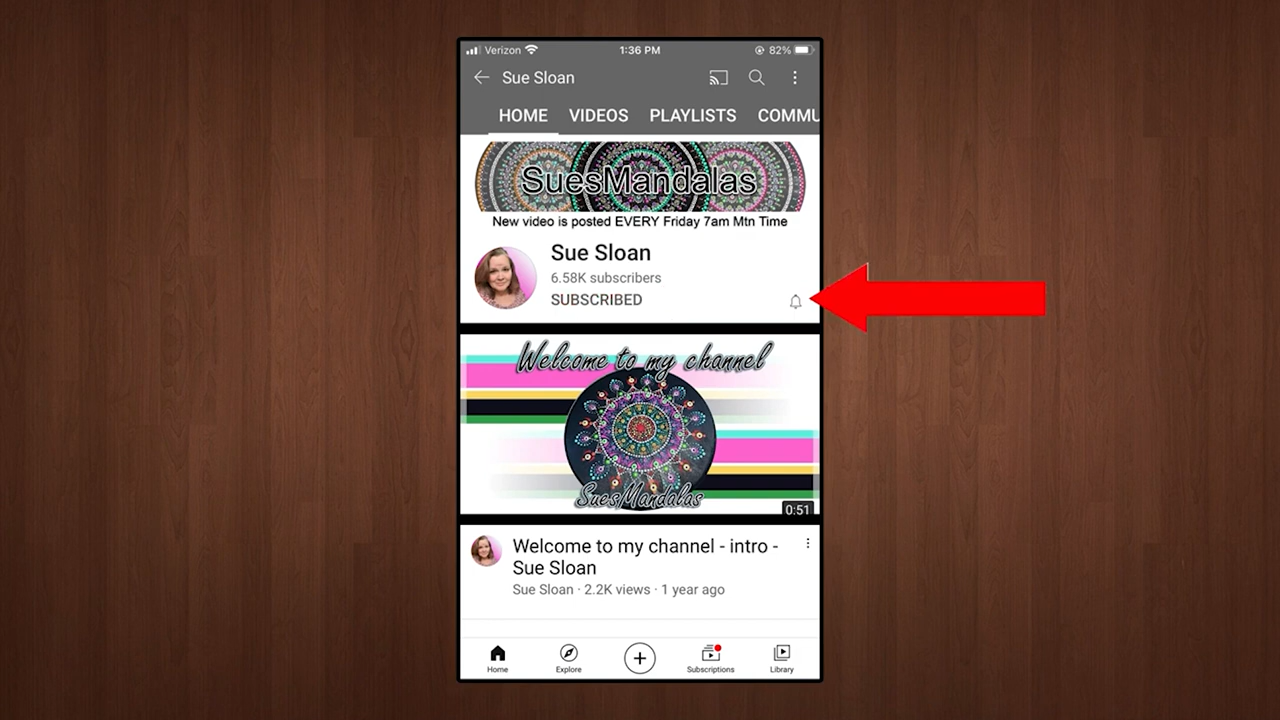 Verizon 1:36 PM 82%
Sue Sloan
HOME VIDEOS PLAYLISTS COMMU
SuesMandalas
New video is posted EVERY Friday 7am Mtn Time
Sue Sloan
6.58K subscribers
SUBSCRIBED
Welcome to my channel
SuesMandalas
0:51
Welcome to my channel - intro -
Sue Sloan
Sue Sloan · 2.2K views · 1 year ago
Home Explore Subscriptions Library